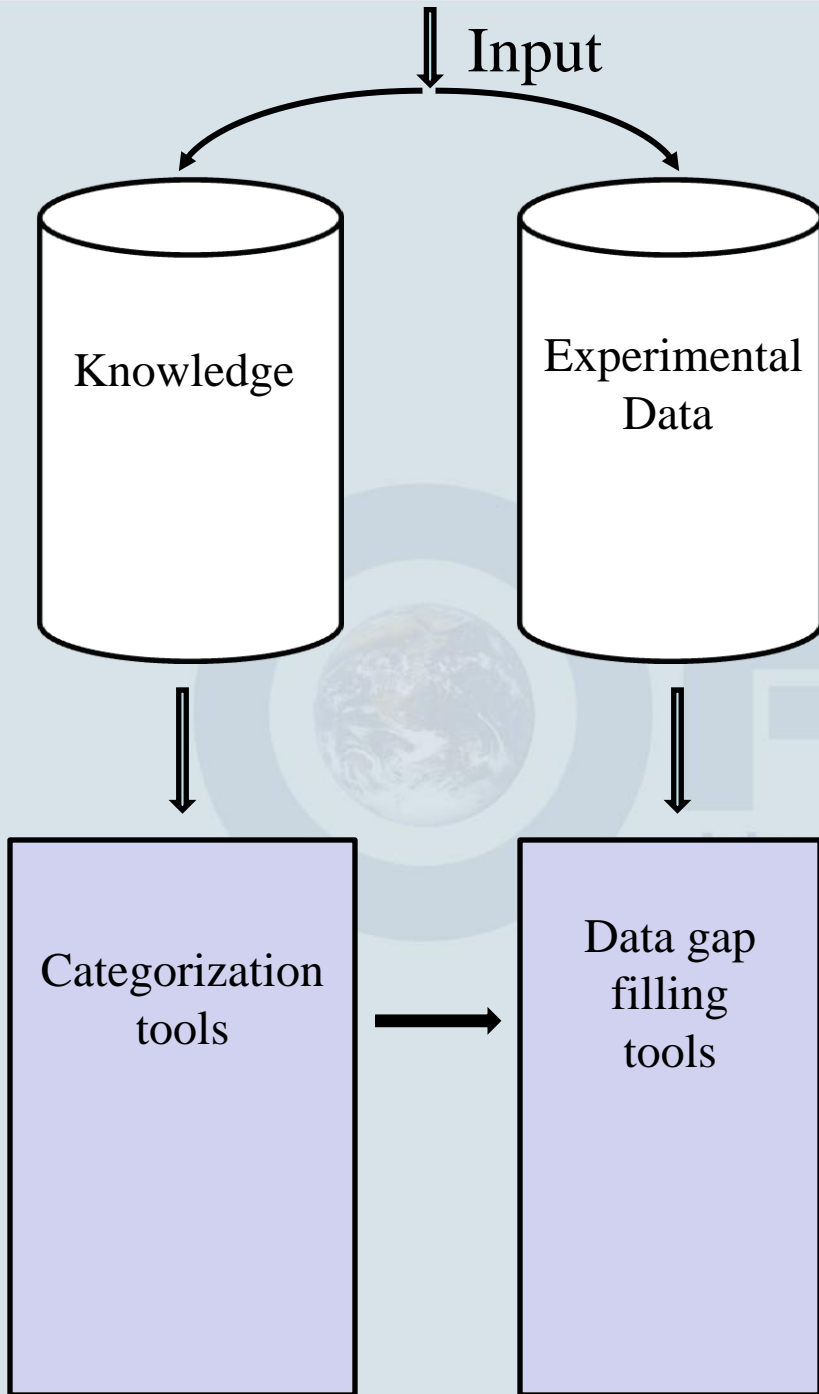 Input
Knowledge
Experimental
Data
Categorization
tools
Data gap
filling
tools